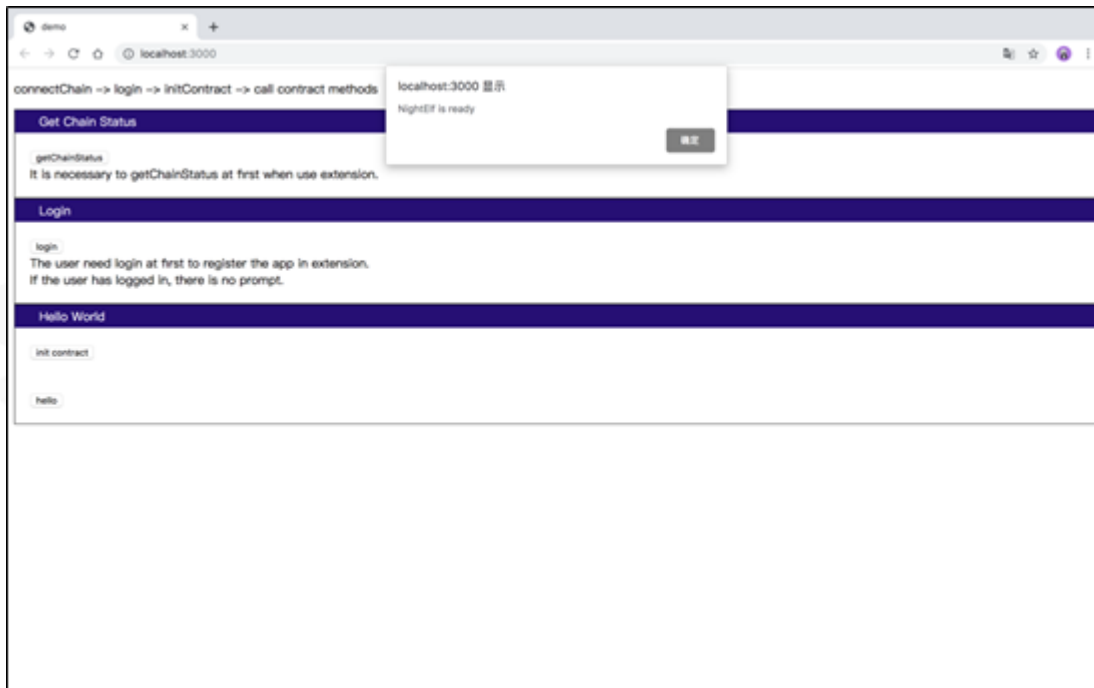 demo
localhost:3000
connectChain -> login -> initContract -> call contract methods
localhost:3000 显示
NightElf is ready
确定
Get Chain Status
getChainStatus
It is necessary to getChainStatus at first when use extension.
Login
login
The user need login at first to register the app in extension.
If the user has logged in, there is no prompt.
Hello World
init contract
hello